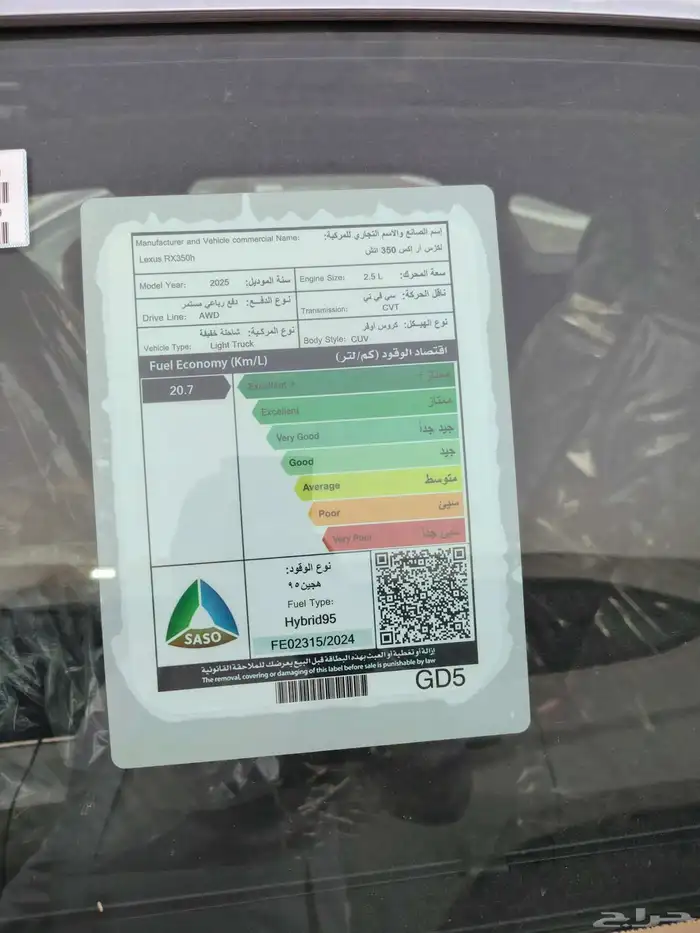 Manufacturer and Vehicle commercial Name: إسم الصانع والاسم التجاري للمركبة:
Lexus RX350h لكزس ار إكس 350 اتش
Model Year: 2025 سنة الموديل: Engine Size: 2.5 L سعة المحرك:
دفع رباعي مستمر نوع الدفع: سي في تي ناقل الحركة:
Drive Line: AWD Transmission: CVT
شاحنة خفيفة نوع المركبة: كروس اوفر نوع الهيكل:
Vehicle Type: Light Truck Body Style: CUV
Fuel Economy (Km/L) اقتصاد الوقود (كم/لتر)
20.7 Excellent + ممتاز +
Excellent ممتاز
Very Good جيد جداً
Good جيد
Average متوسط
Poor سيئ
Very Poor سيئ جداً
نوع الوقود:
هجين ٩٥
Fuel Type:
Hybrid95
SASO
FE02315/2024
إزالة أو تغطية أو العبث بهذه البطاقة قبل البيع يعرضك للملاحقة القانونية
The removal, covering or damaging of this label before sale is punishable by law
GD5
حراج